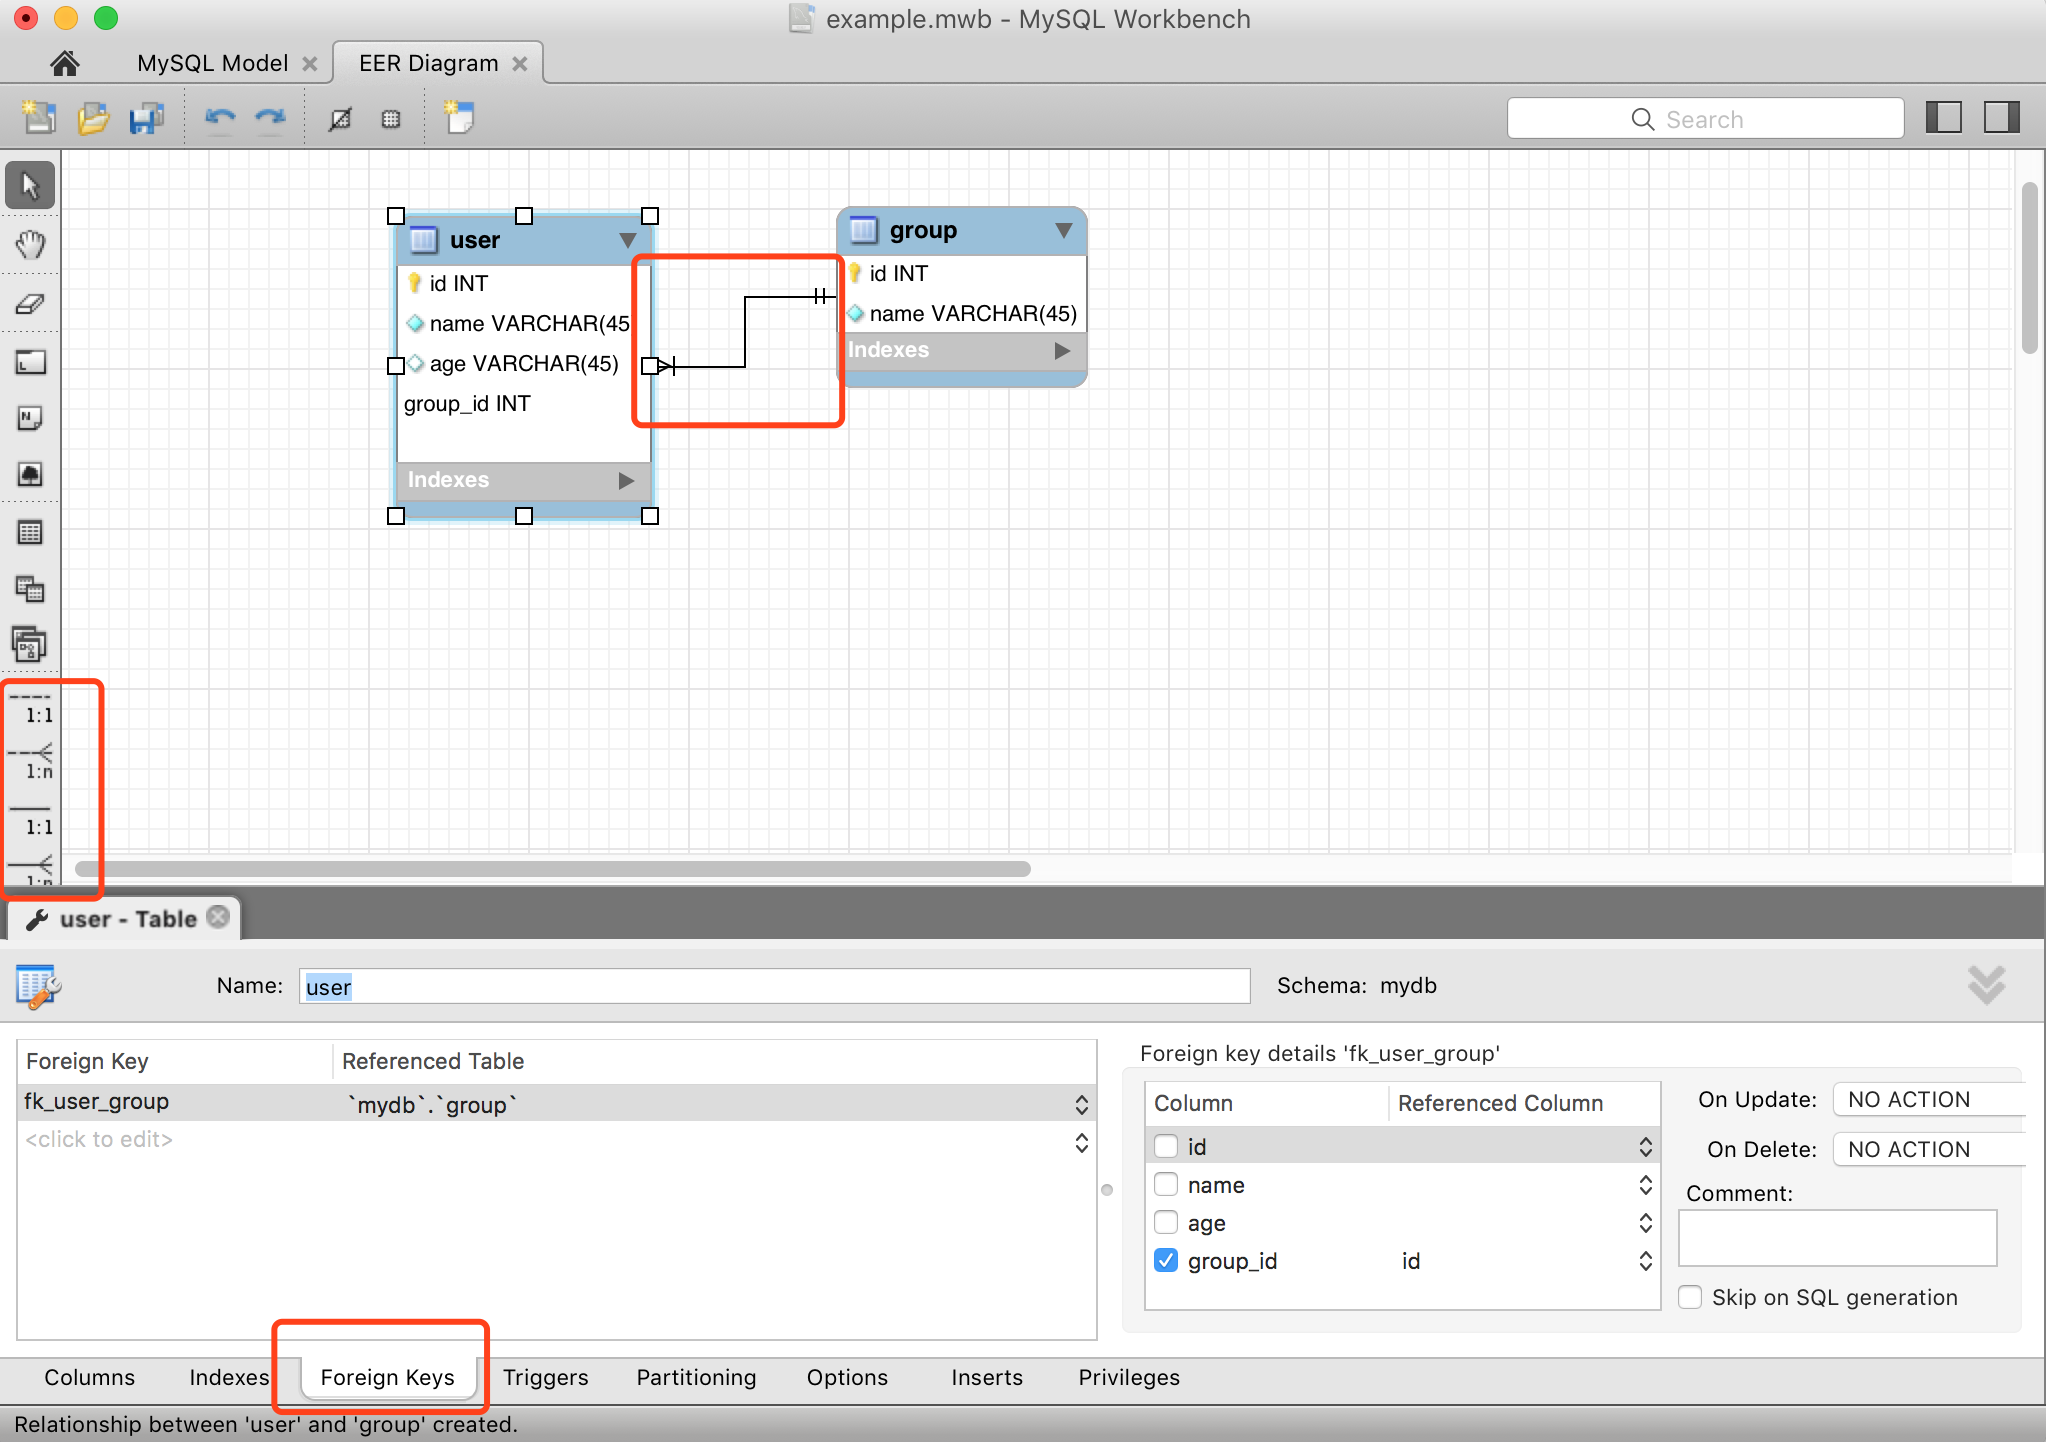 example.mwb - MySQL Workbench
MySQL Model
EER Diagram
Search
user
id INT
name VARCHAR(45
age VARCHAR(45)
group_id INT
Indexes
group
id INT
name VARCHAR(45)
Indexes
1:1
1:n
1:1
1:n
user - Table
Name: user
Schema: mydb
Foreign Key Referenced Table
fk_user_group `mydb`.`group`
<click to edit>
Foreign key details 'fk_user_group'
Column Referenced Column
id
name
age
group_id id
On Update: NO ACTION
On Delete: NO ACTION
Comment:
Skip on SQL generation
Columns Indexes Foreign Keys Triggers Partitioning Options Inserts Privileges
Relationship between 'user' and 'group' created.